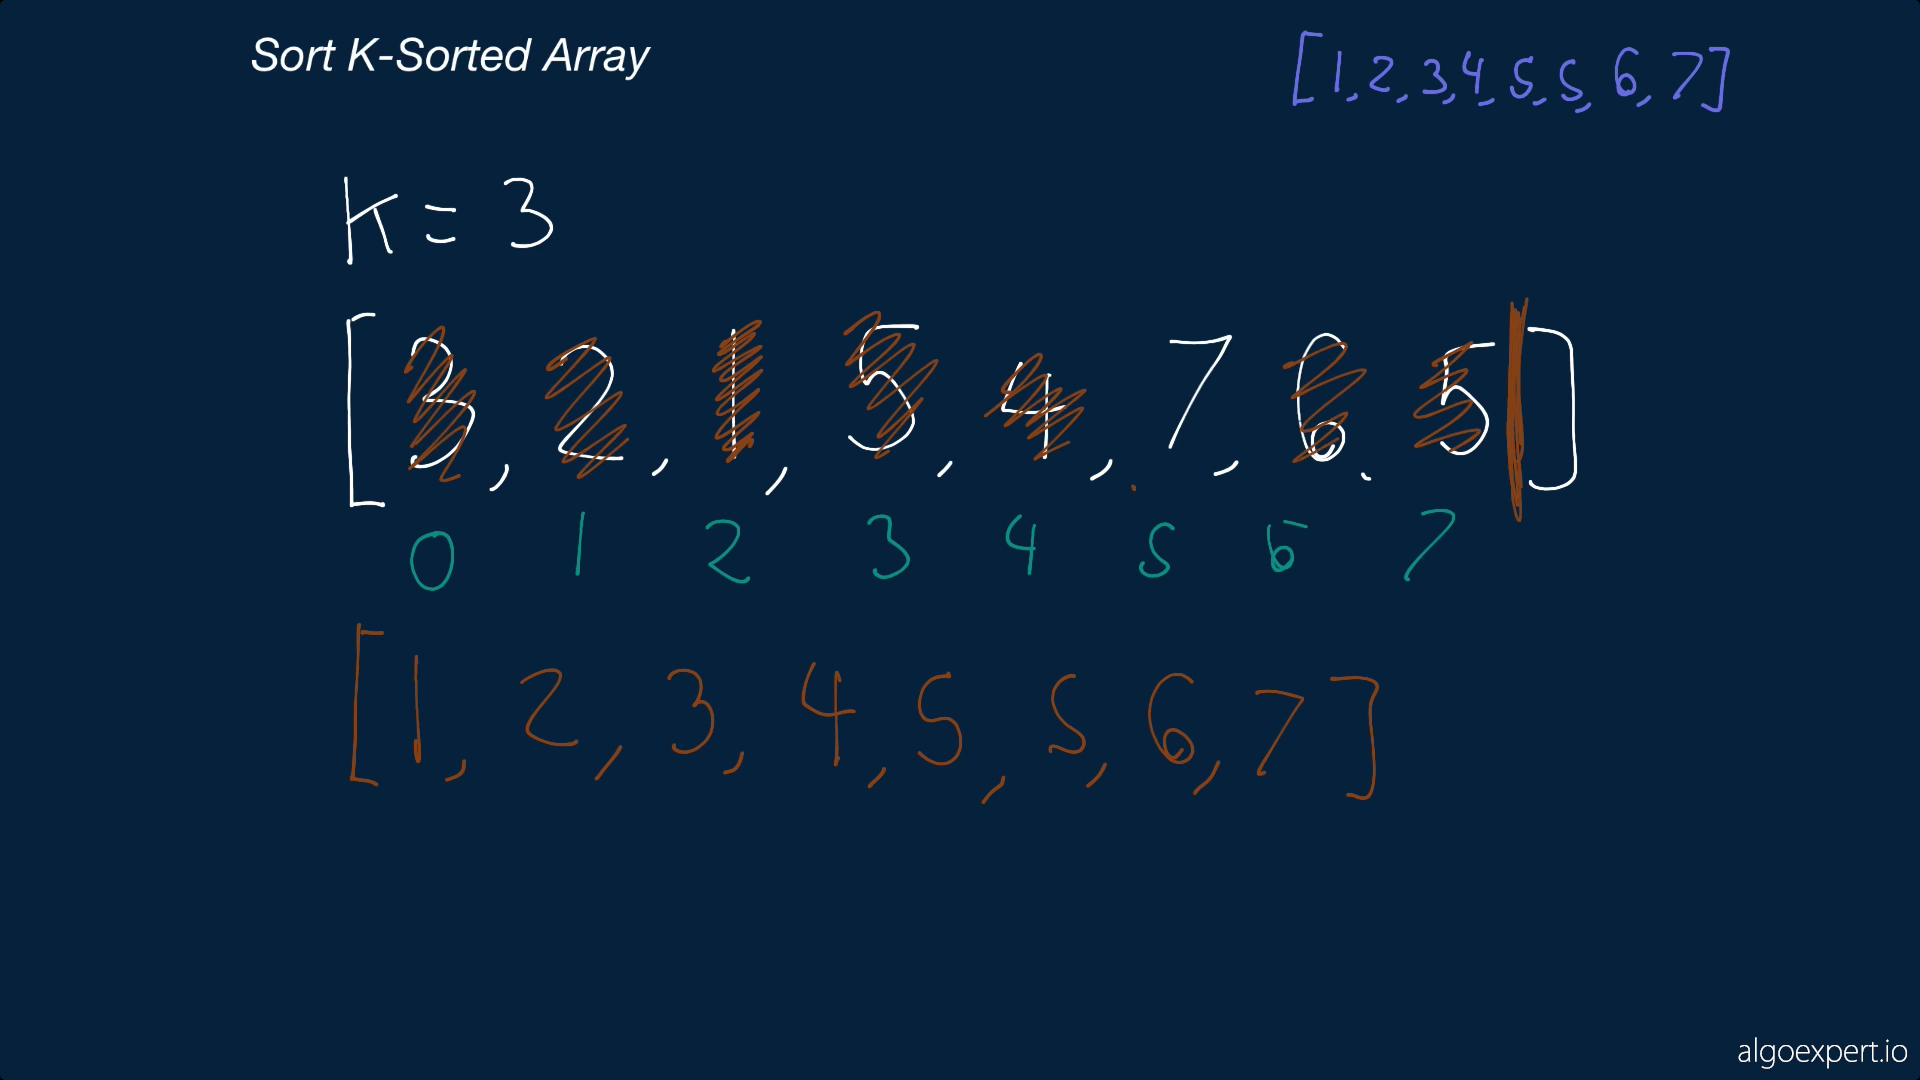 Sort K-Sorted Array
[1, 2, 3, 4, 5, 5, 6, 7]
K = 3
[3, 2, 1, 5, 4, 7, 6, 5]
0 1 2 3 4 5 6 7
[1, 2, 3, 4, 5, 5, 6, 7]
algoexpert.io